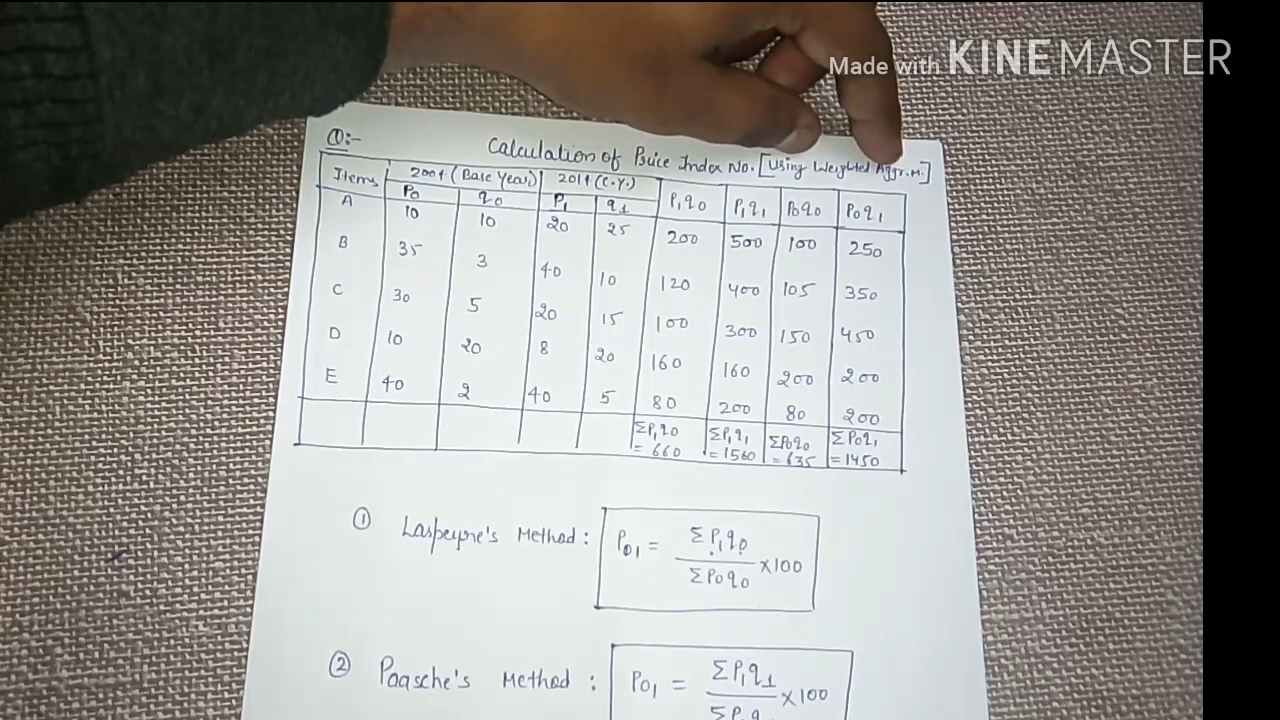 Made with KINEMASTER
①:-
Calculation of Price Index No. [Using Weighted Aggr. M.]
Items 2004 (Base Year) 2014 (C.Y.) P₁q₀ P₁q₁ P₀q₀ P₀q₁
P₀ q₀ P₁ q₁
A 10 10 20 25 200 500 100 250
B 35 3 40 10 120 400 105 350
C 30 5 20 15 100 300 150 450
D 10 20 8 20 160 160 200 200
E 40 2 40 5 80 200 80 200
ΣP₁q₀ ΣP₁q₁ ΣP₀q₀ ΣP₀q₁
= 660 = 1560 = 635 = 1450
① Laspeyre's Method: P₀₁ = ΣP₁q₀ / ΣP₀q₀ ×100
② Paasche's Method: P₀₁ = ΣP₁q₁ / ×100